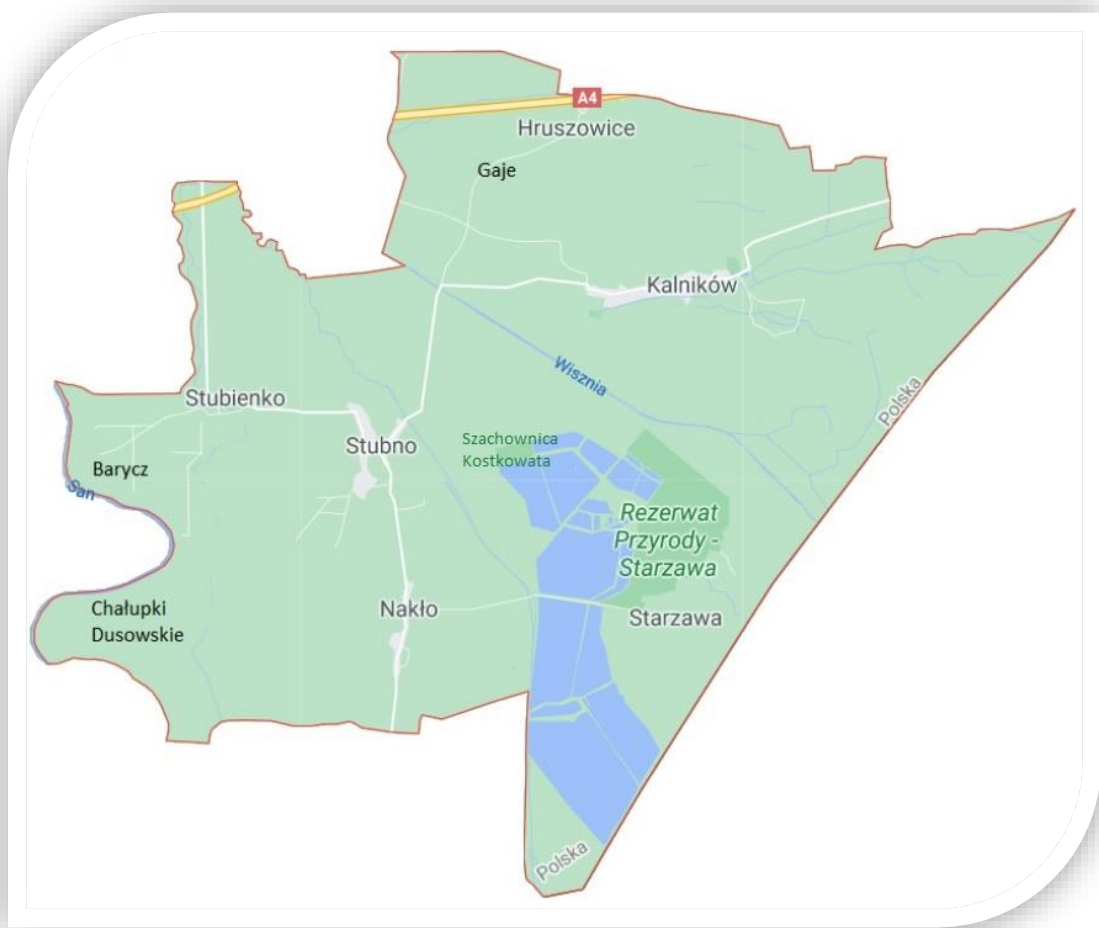 A4
Hruszowice
Gaje
Kalników
Wisznia
Polska
Stubienko
Stubno
Szachownica
Kostkowata
Barycz
San
Rezerwat
Przyrody -
Starzawa
Chałupki
Dusowskie
Nakło
Starzawa
Polska